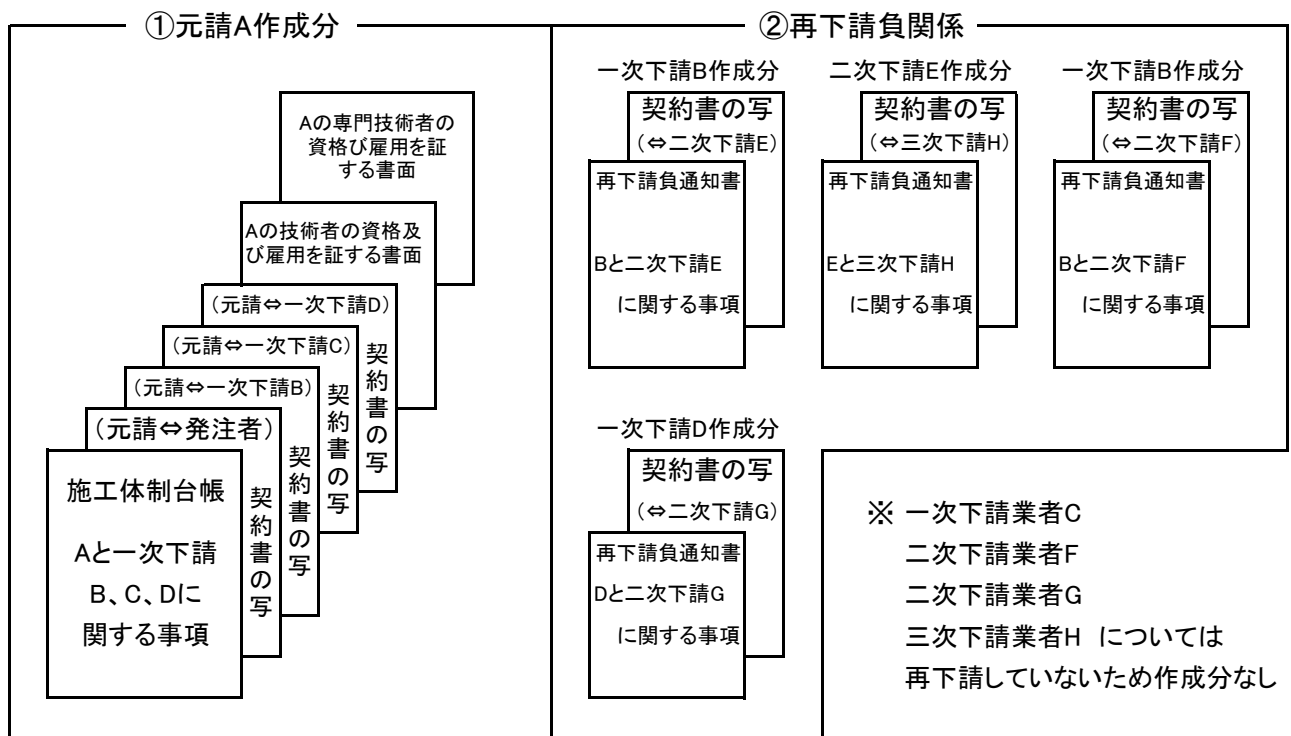 ①元請A作成分
Aの専門技術者の
資格び雇用を証
する書面
Aの技術者の資格及
び雇用を証する書面
(元請⇔一次下請D)
契約書の写
(元請⇔一次下請C)
契約書の写
(元請⇔一次下請B)
契約書の写
(元請⇔発注者)
契約書の写
施工体制台帳
Aと一次下請
B、C、Dに
関する事項
②再下請負関係
一次下請B作成分
契約書の写
(⇔二次下請E)
再下請負通知書
Bと二次下請E
に関する事項
二次下請E作成分
契約書の写
(⇔三次下請H)
再下請負通知書
Eと三次下請H
に関する事項
一次下請B作成分
契約書の写
(⇔二次下請F)
再下請負通知書
Bと二次下請F
に関する事項
一次下請D作成分
契約書の写
(⇔二次下請G)
再下請負通知書
Dと二次下請G
に関する事項
※ 一次下請業者C
二次下請業者F
二次下請業者G
三次下請業者H については
再下請していないため作成分なし